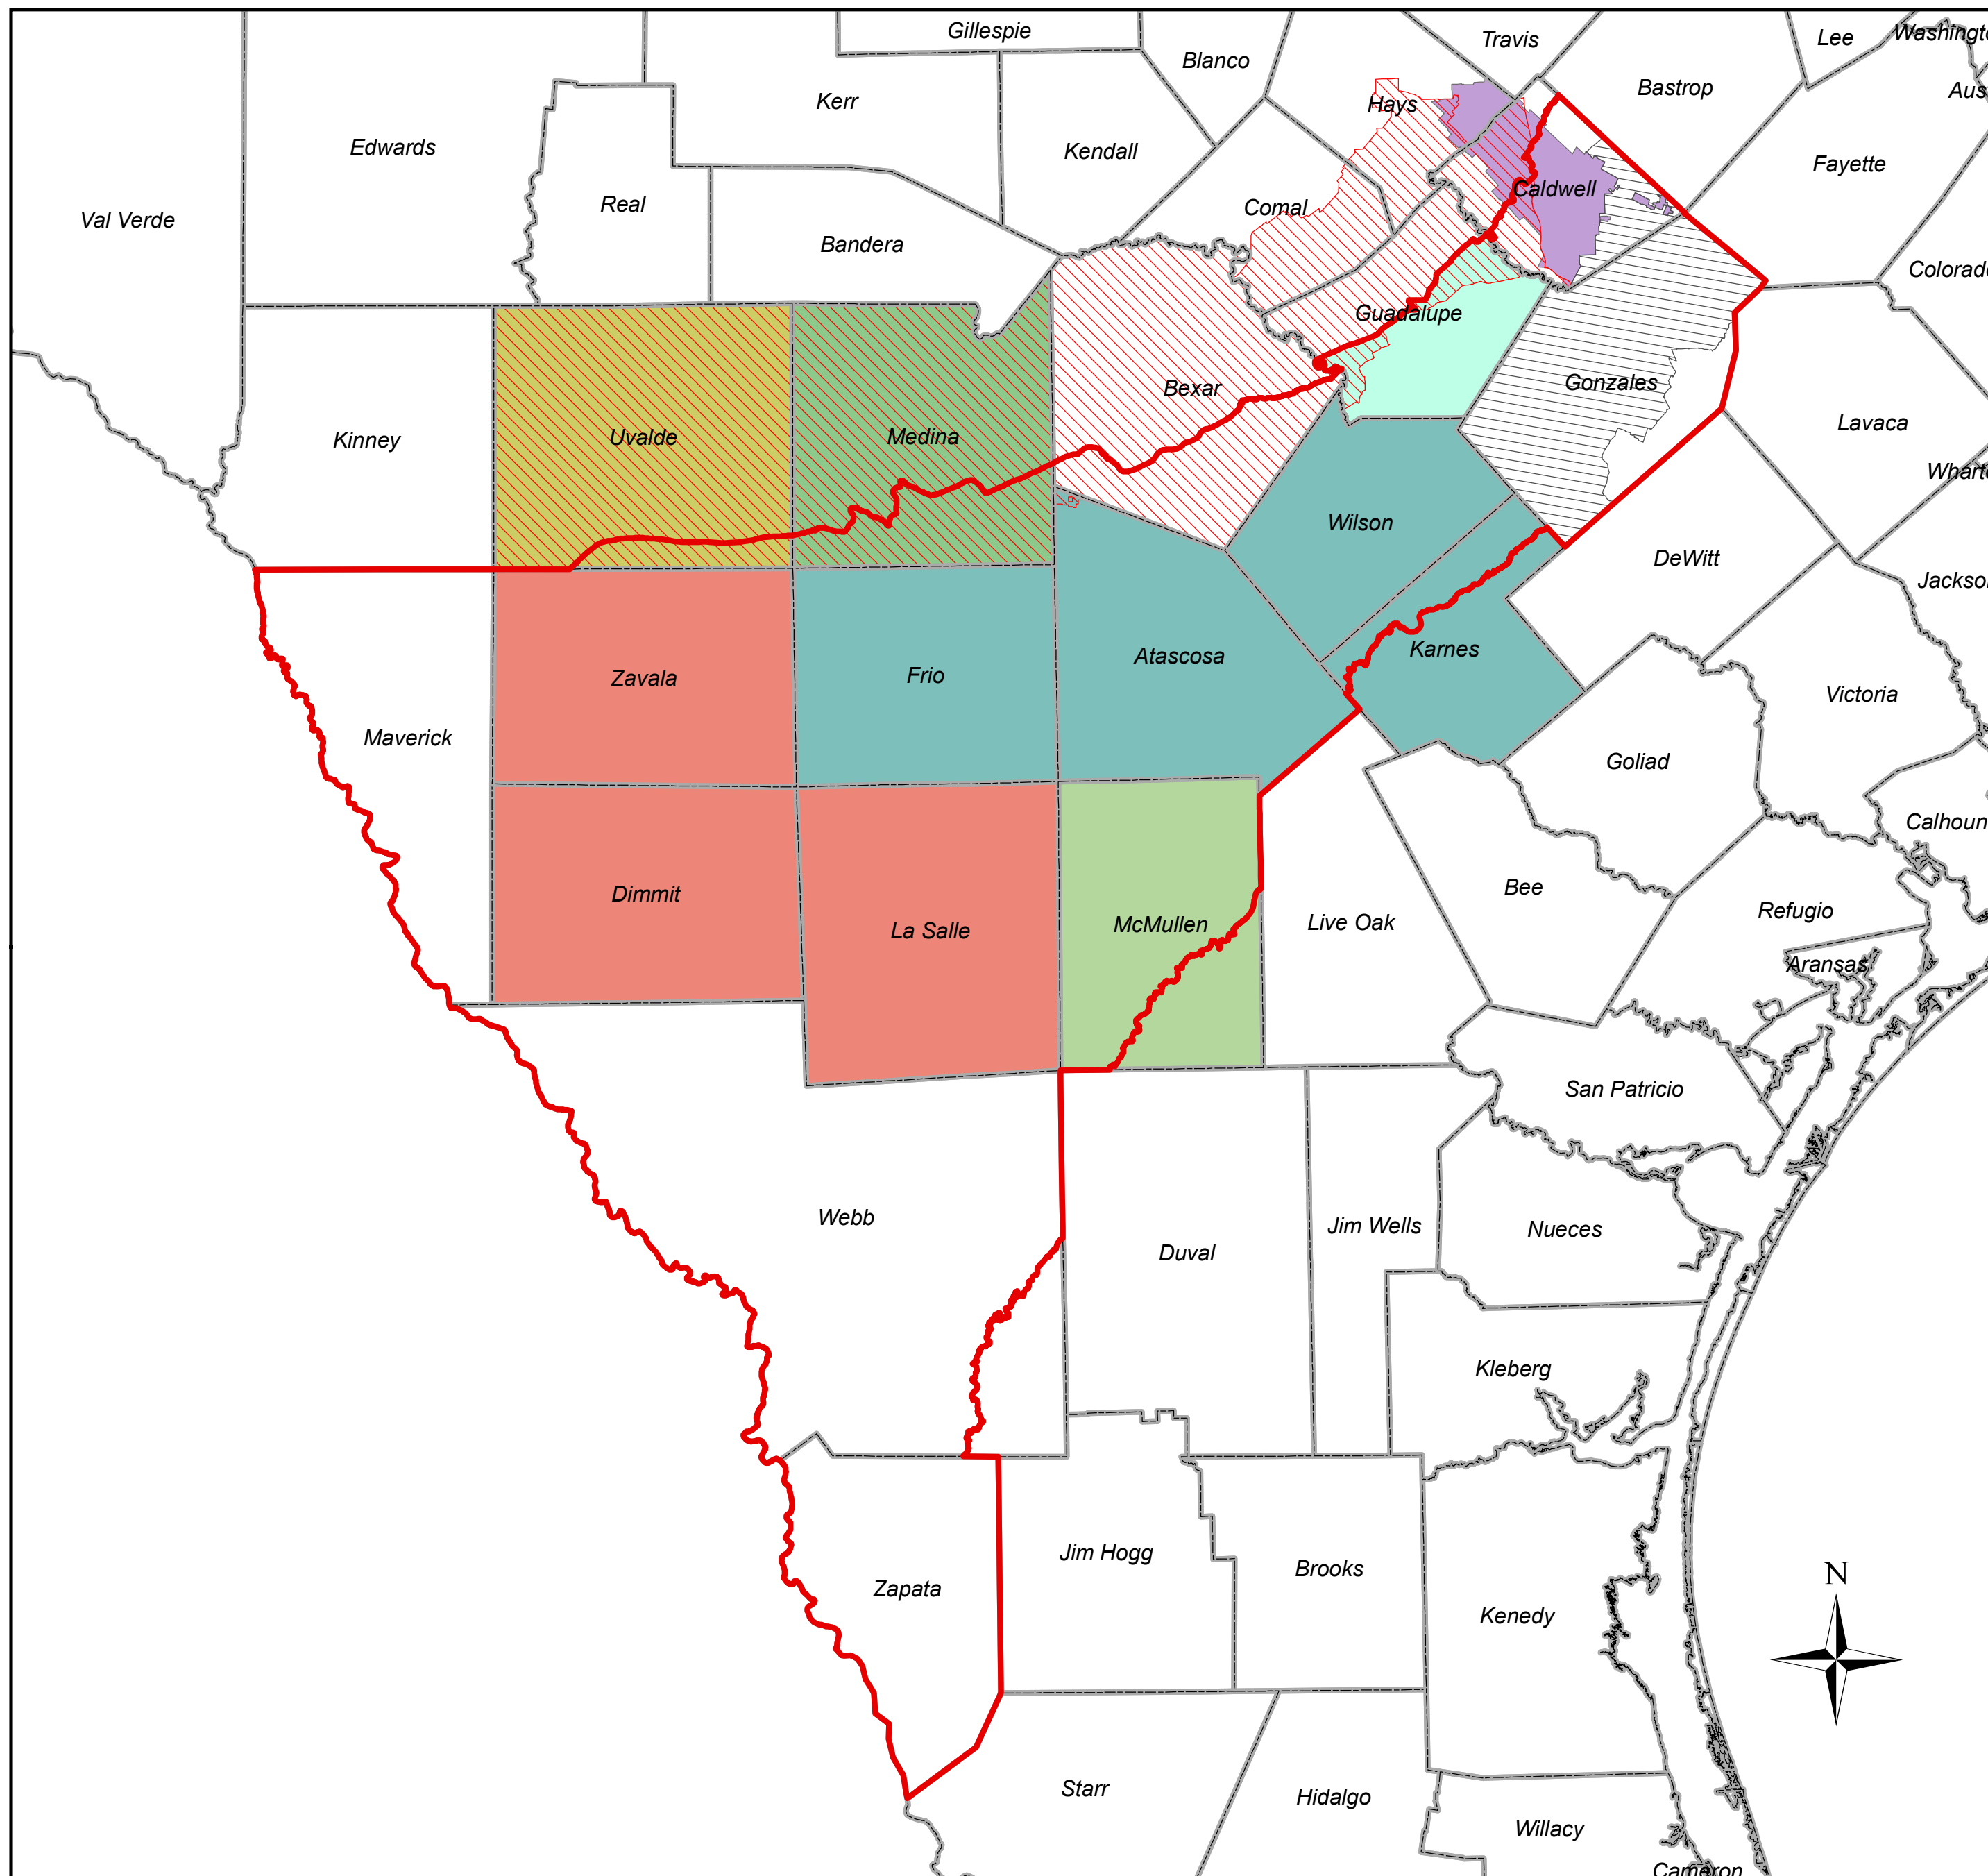 Gillespie
Travis
Lee
Washingt
Blanco
Bastrop
Aus
Kerr
Hays
Edwards
Kendall
Fayette
Caldwell
Real
Comal
Val Verde
Bandera
Colorad
Guadalupe
Gonzales
Bexar
Lavaca
Kinney
Uvalde
Medina
Whart
Wilson
DeWitt
Jackso
Karnes
Atascosa
Zavala
Frio
Victoria
Maverick
Goliad
Calhoun
Dimmit
Bee
Refugio
La Salle
McMullen
Live Oak
Aransas
San Patricio
Webb
Jim Wells
Nueces
Duval
Kleberg
Jim Hogg
Brooks
N
Zapata
Kenedy
Starr
Hidalgo
Willacy
Cameron